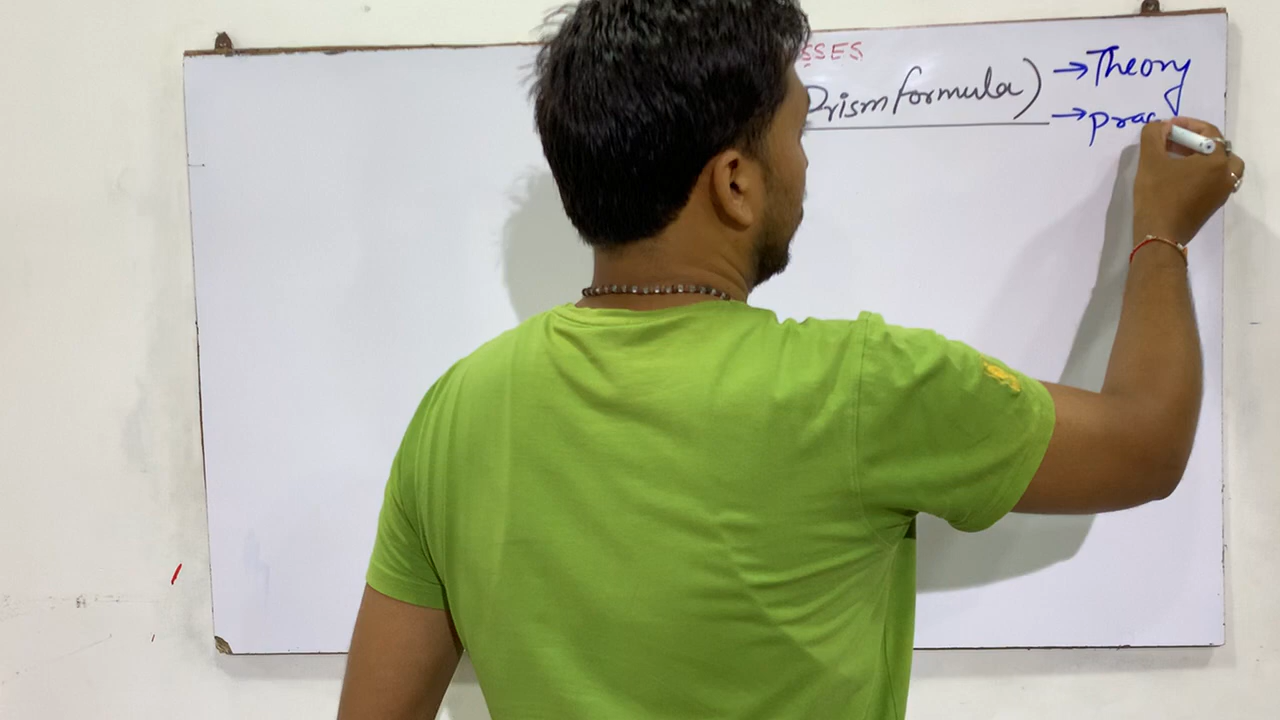 SSES
Prism formula) → Theory
→ prac